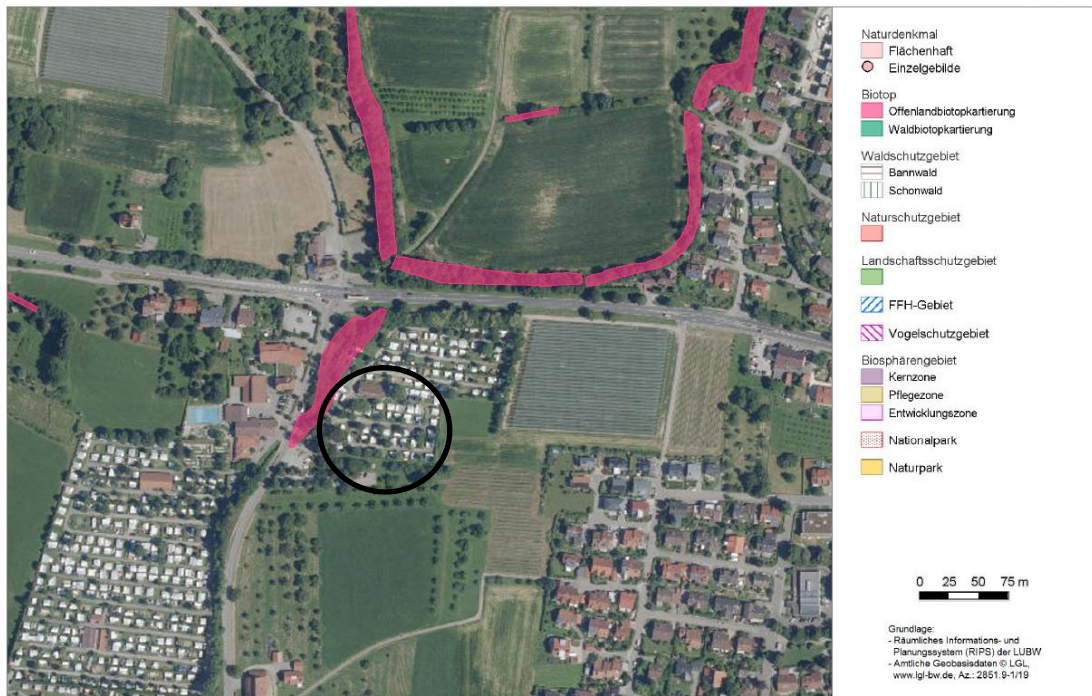 Naturdenkmal
Flächenhaft
Einzelgebilde
Biotop
Offenlandbiotopkartierung
Waldbiotopkartierung
Waldschutzgebiet
Bannwald
Schonwald
Naturschutzgebiet
Landschaftsschutzgebiet
FFH-Gebiet
Vogelschutzgebiet
Biosphärengebiet
Kernzone
Pflegezone
Entwicklungszone
Nationalpark
Naturpark
0 25 50 75 m
Grundlage:
- Räumliches Informations- und
Planungssystem (RIPS) der LUBW
- Amtliche Geobasisdaten © LGL,
www.lgl-bw.de, Az.: 2851.9-1/19